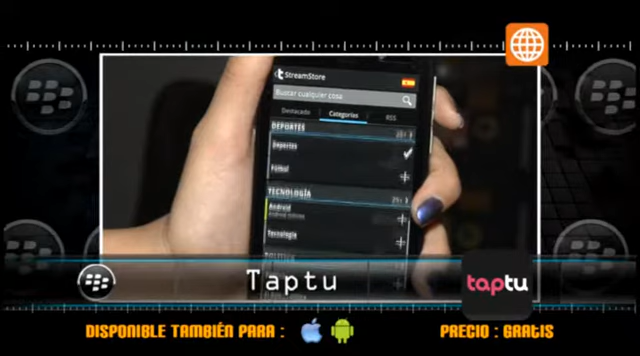 StreamStore
Buscar cualquier cosa
Destacado Categorías RSS
DEPORTES
Deportes
Fútbol
TECNOLOGÍA
Android
Tecnología
Taptu
taptu
DISPONIBLE TAMBIÉN PARA :
PRECIO : GRATIS